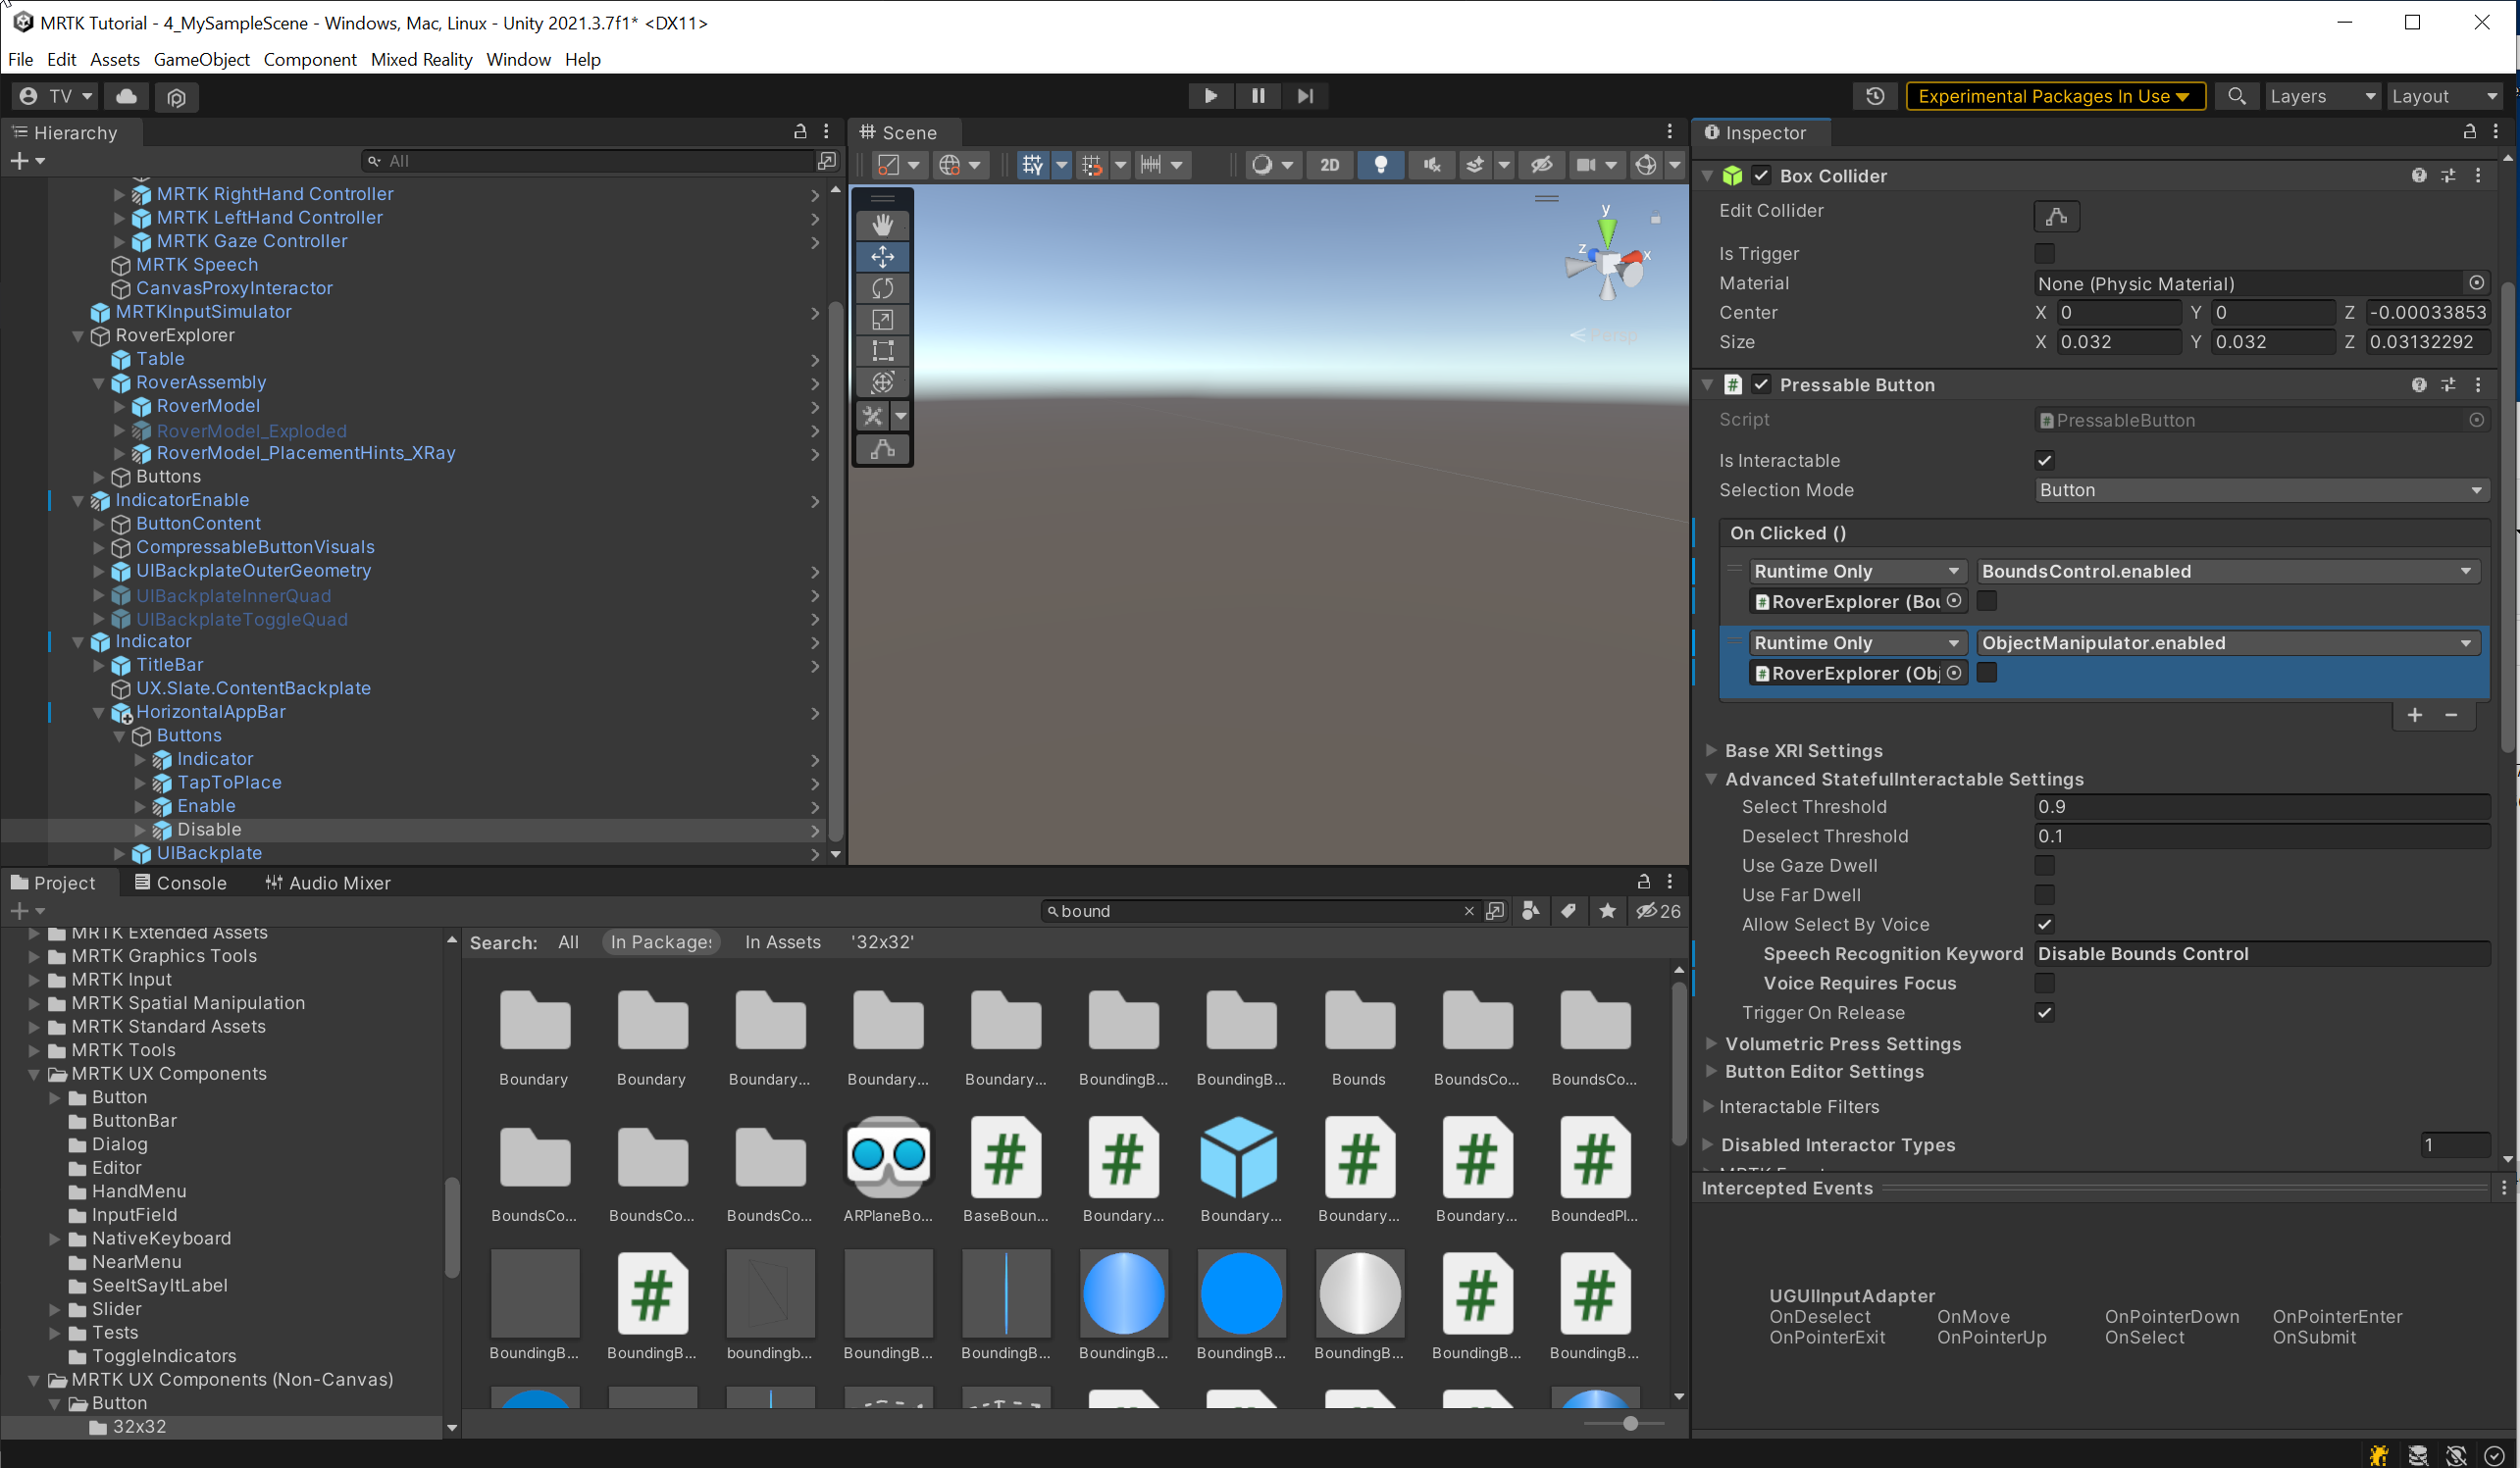 MRTK Tutorial - 4_MySampleScene - Windows, Mac, Linux - Unity 2021.3.7f1* <DX11>
File Edit Assets GameObject Component Mixed Reality Window Help
TV Experimental Packages In Use Layers Layout
Hierarchy
All
MRTK RightHand Controller
MRTK LeftHand Controller
MRTK Gaze Controller
MRTK Speech
CanvasProxyInteractor
MRTKInputSimulator
RoverExplorer
Table
RoverAssembly
RoverModel
RoverModel_Exploded
RoverModel_PlacementHints_XRay
Buttons
IndicatorEnable
ButtonContent
CompressableButtonVisuals
UIBackplateOuterGeometry
UIBackplateInnerQuad
UIBackplateToggleQuad
Indicator
TitleBar
UX.Slate.ContentBackplate
HorizontalAppBar
Buttons
Indicator
TapToPlace
Enable
Disable
UIBackplate
Scene
2D
y
z x
Persp
Inspector
Box Collider
Edit Collider
Is Trigger
Material None (Physic Material)
Center X 0 Y 0 Z -0.00033853
Size X 0.032 Y 0.032 Z 0.03132292
Pressable Button
Script PressableButton
Is Interactable
Selection Mode Button
On Clicked ()
Runtime Only BoundsControl.enabled
RoverExplorer (Bou
Runtime Only ObjectManipulator.enabled
RoverExplorer (Obj
+ −
Base XRI Settings
Advanced StatefulInteractable Settings
Select Threshold 0.9
Deselect Threshold 0.1
Use Gaze Dwell
Use Far Dwell
Allow Select By Voice
Speech Recognition Keyword Disable Bounds Control
Voice Requires Focus
Trigger On Release
Volumetric Press Settings
Button Editor Settings
Interactable Filters
Disabled Interactor Types 1
Intercepted Events
UGUIInputAdapter
OnDeselect OnMove OnPointerDown OnPointerEnter
OnPointerExit OnPointerUp OnSelect OnSubmit
Project Console Audio Mixer
bound 26
MRTK Extended Assets
MRTK Graphics Tools
MRTK Input
MRTK Spatial Manipulation
MRTK Standard Assets
MRTK Tools
MRTK UX Components
Button
ButtonBar
Dialog
Editor
HandMenu
InputField
NativeKeyboard
NearMenu
SeeItSayItLabel
Slider
Tests
ToggleIndicators
MRTK UX Components (Non-Canvas)
Button
32x32
Search: All In Packages In Assets '32x32'
Boundary Boundary Boundary... Boundary... Boundary... BoundingB... BoundingB... Bounds BoundsCo... BoundsCo...
BoundsCo... BoundsCo... BoundsCo... ARPlaneBo... BaseBoun... Boundary... Boundary... Boundary... Boundary... BoundedPl...
BoundingB... BoundingB... boundingb... BoundingB... BoundingB... BoundingB... BoundingB... BoundingB... BoundingB... BoundingB...